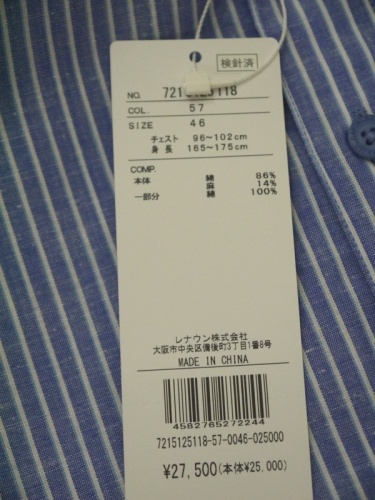 検針済
NO. 7215125118
COL. 57
SIZE 46
チェスト 96~102cm
身長 165~175cm
COMP.
本体 綿 86%
麻 14%
一部分 綿 100%
レナウン株式会社
大阪市中央区備後町3丁目1番8号
MADE IN CHINA
4582765272244
7215125118-57-0046-025000
¥27,500(本体¥25,000)